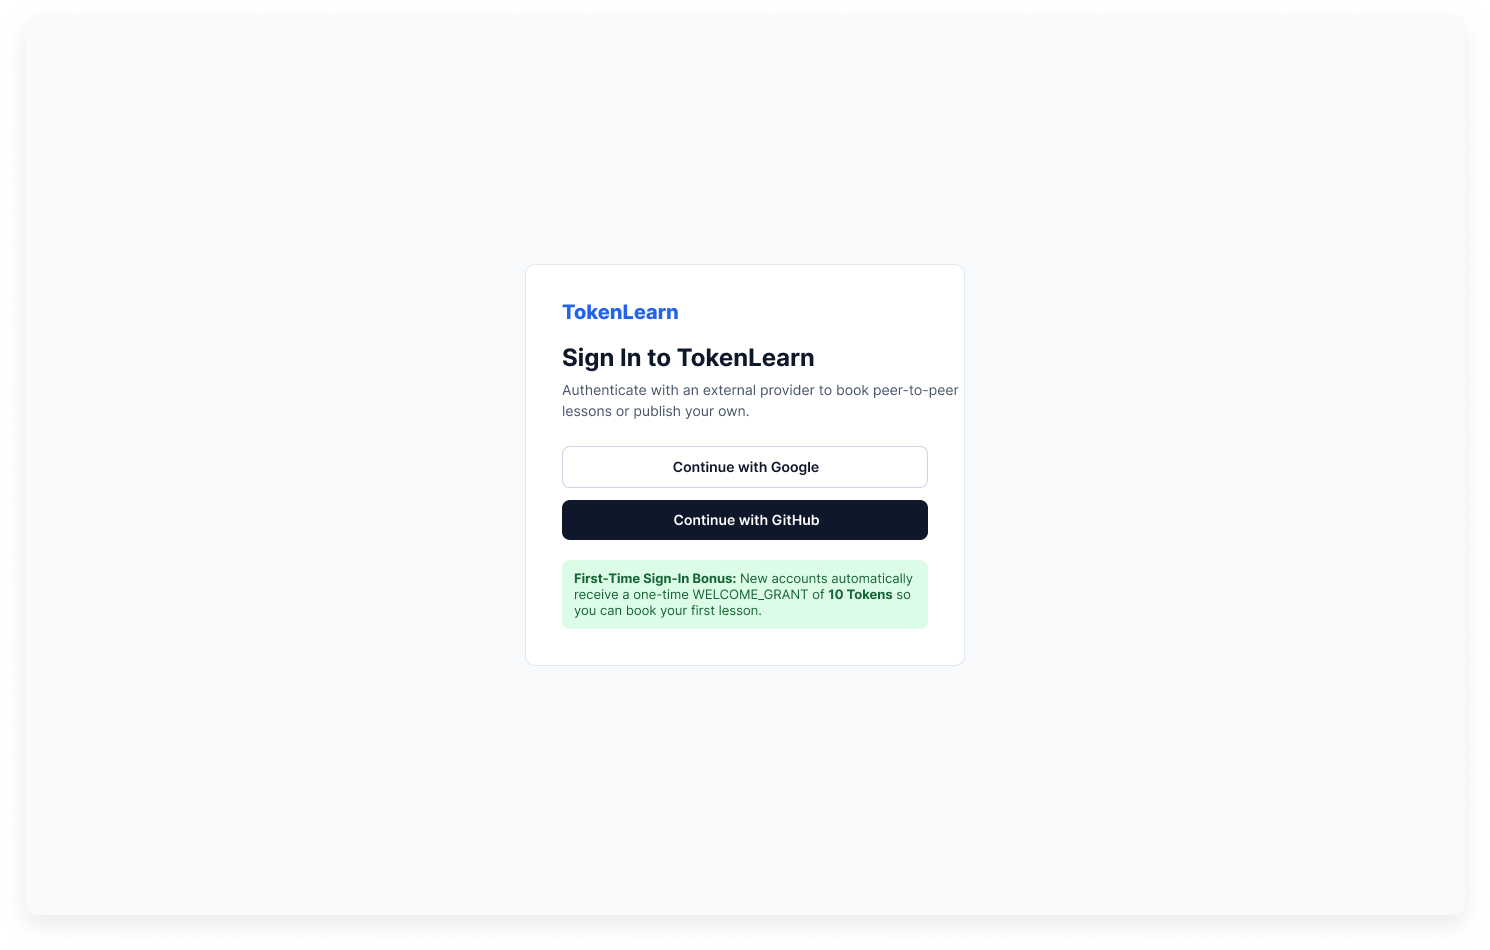 TokenLearn
Sign In to TokenLearn
Authenticate with an external provider to book peer-to-peer
lessons or publish your own.
Continue with Google
Continue with GitHub
First-Time Sign-In Bonus: New accounts automatically
receive a one-time WELCOME_GRANT of 10 Tokens so
you can book your first lesson.